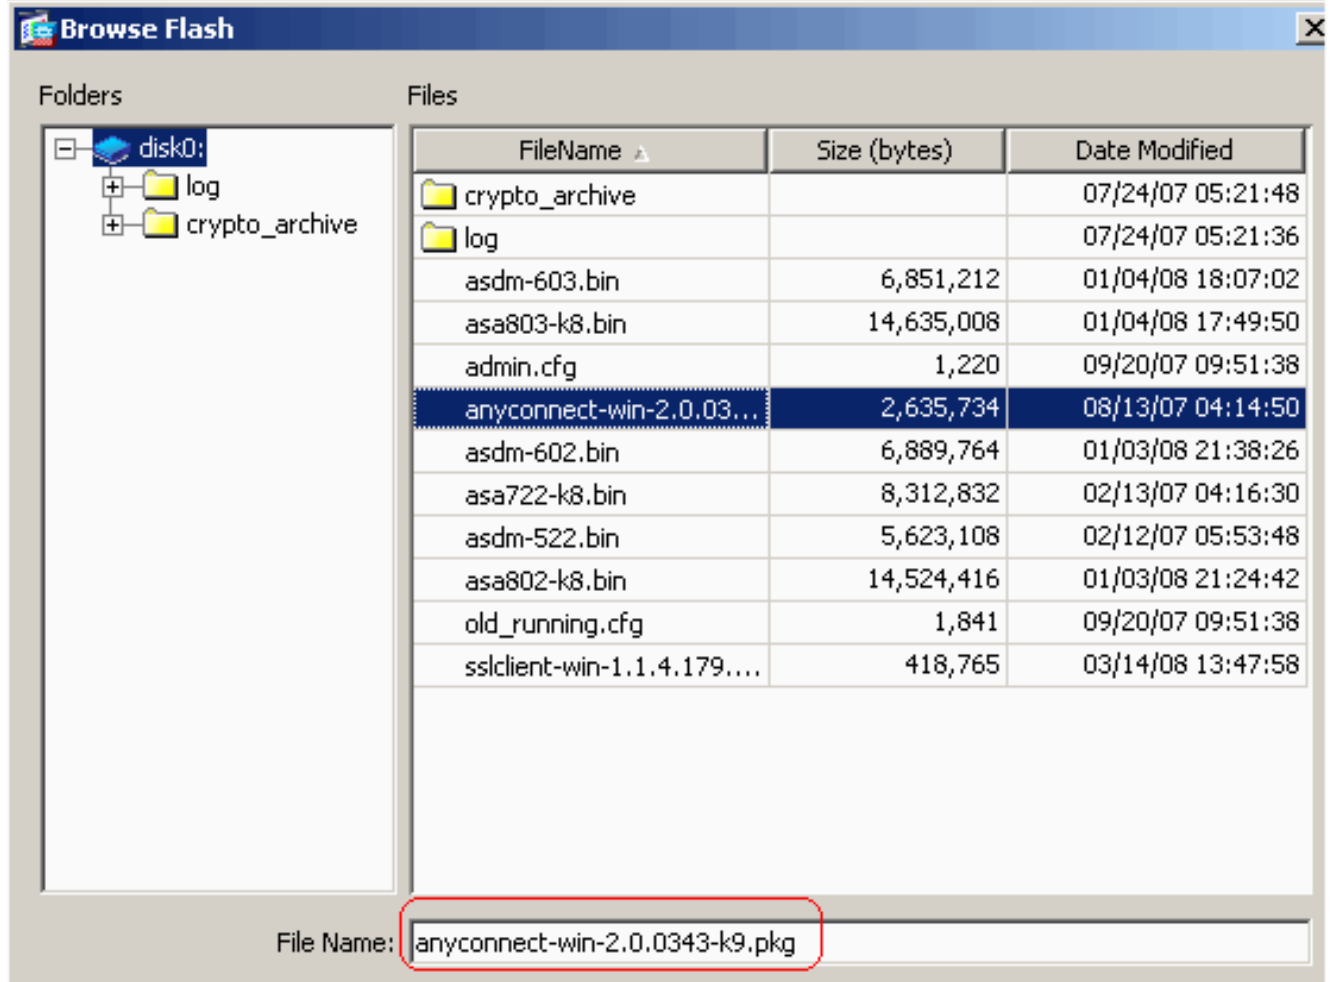 Browse Flash
Folders Files
disk0:
log
crypto_archive
FileName Size (bytes) Date Modified
crypto_archive 07/24/07 05:21:48
log 07/24/07 05:21:36
asdm-603.bin 6,851,212 01/04/08 18:07:02
asa803-k8.bin 14,635,008 01/04/08 17:49:50
admin.cfg 1,220 09/20/07 09:51:38
anyconnect-win-2.0.03... 2,635,734 08/13/07 04:14:50
asdm-602.bin 6,889,764 01/03/08 21:38:26
asa722-k8.bin 8,312,832 02/13/07 04:16:30
asdm-522.bin 5,623,108 02/12/07 05:53:48
asa802-k8.bin 14,524,416 01/03/08 21:24:42
old_running.cfg 1,841 09/20/07 09:51:38
sslclient-win-1.1.4.179.... 418,765 03/14/08 13:47:58
File Name: anyconnect-win-2.0.0343-k9.pkg